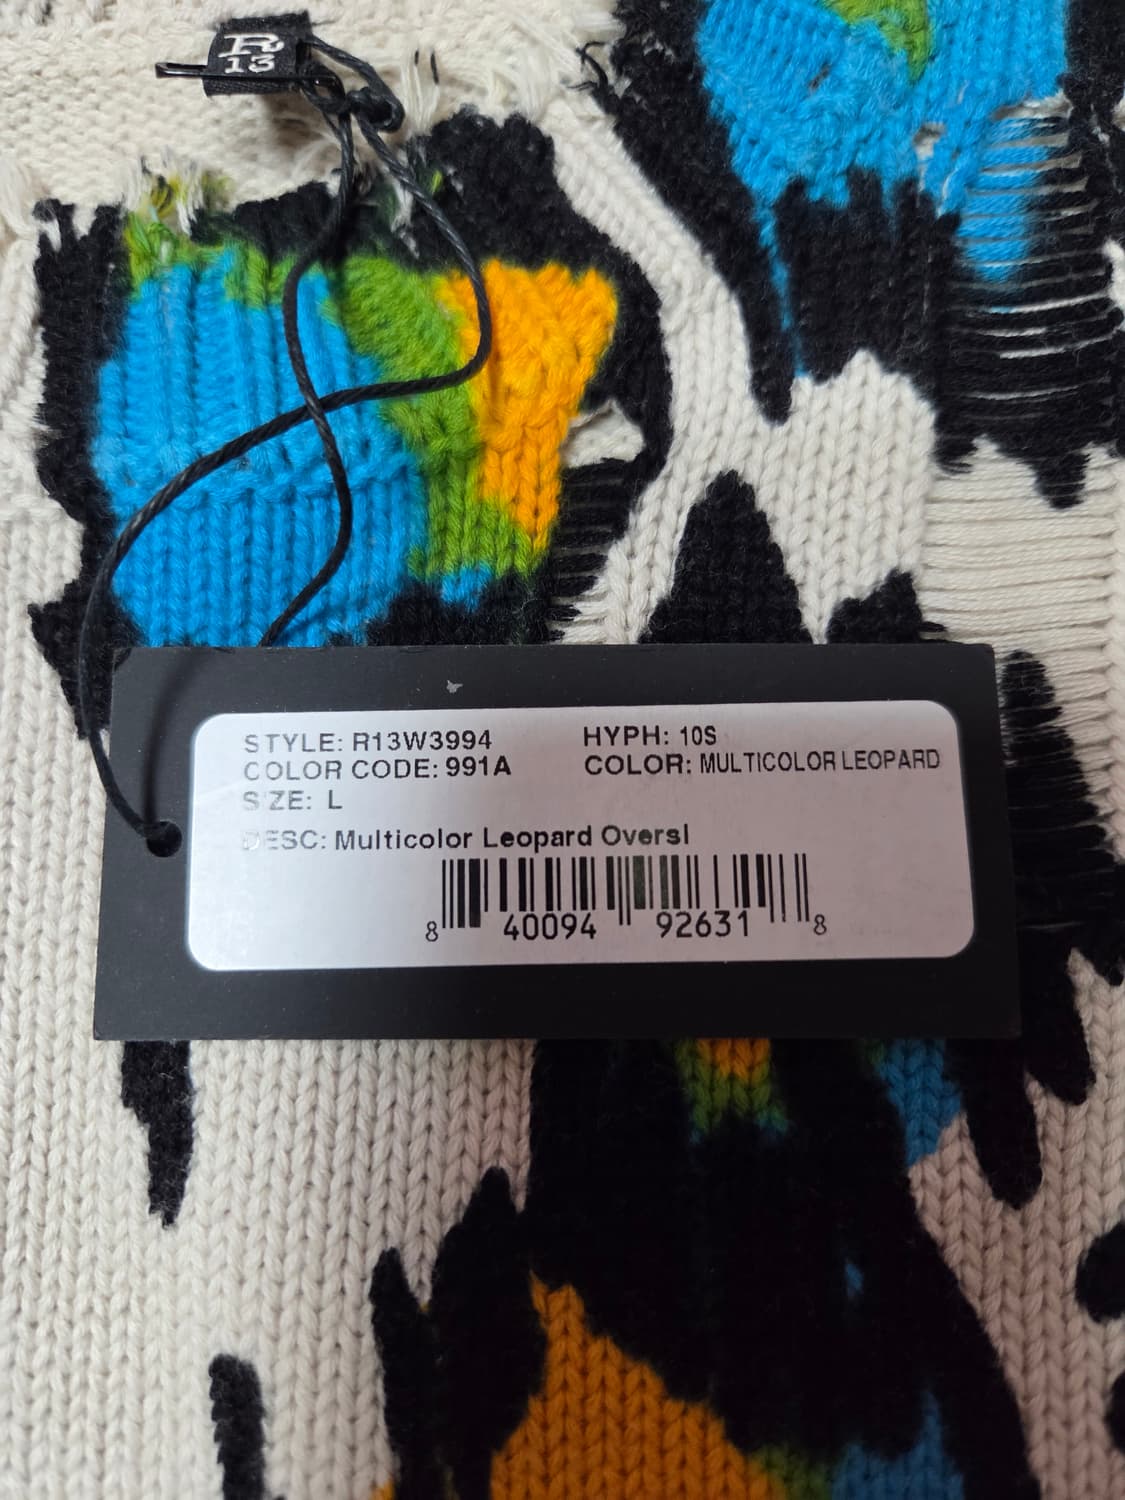 R
13
STYLE: R13W3994 HYPH: 10S
COLOR CODE: 991A COLOR: MULTICOLOR LEOPARD
SIZE: L
DESC: Multicolor Leopard Oversl
8 40094 92631 8